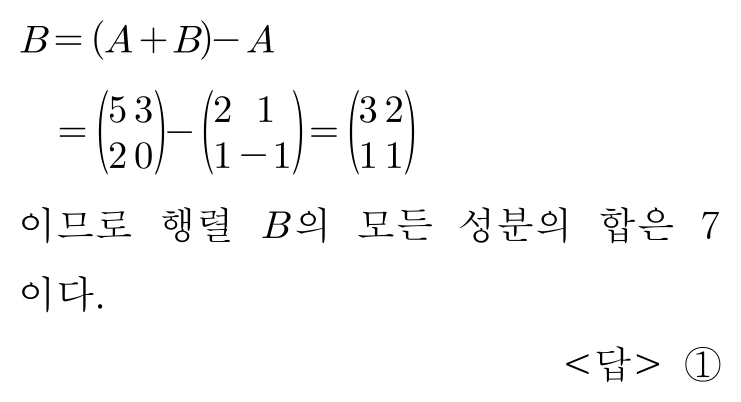 B = (A + B) − A
= (5 3
2 0) − (2 1
1 −1) = (3 2
1 1)
이므로 행렬 B의 모든 성분의 합은 7
이다.
<답> ①